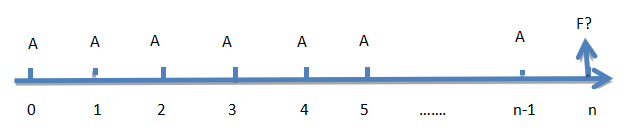 F?
A A A A A A A
0 1 2 3 4 5 ....... n-1 n